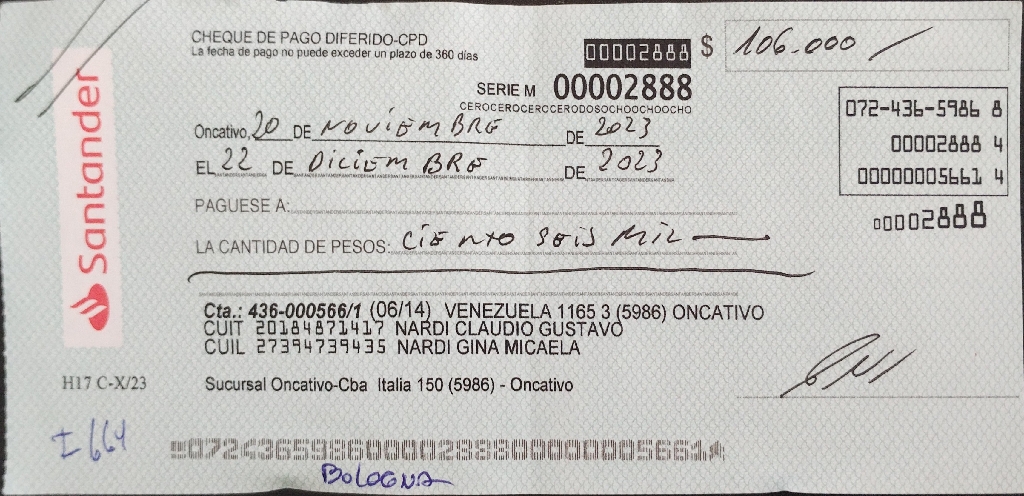 CHEQUE DE PAGO DIFERIDO-CPD
La fecha de pago no puede exceder un plazo de 360 días
00002888 $ 106.000
SERIE M 00002888
CEROCEROCEROCERODOSOCHOOCHOOCHO
072-436-5986 8
00002888 4
00000005661 4
00002888
Oncativo, 20 DE NOVIEMBRE DE 2023
EL 22 DE DICIEMBRE DE 2023
PAGUESE A:
LA CANTIDAD DE PESOS: CIENTO SEIS MIL
Santander
Cta.: 436-000566/1 (06/14) VENEZUELA 1165 3 (5986) ONCATIVO
CUIT 20184871417 NARDI CLAUDIO GUSTAVO
CUIL 27394739435 NARDI GINA MICAELA
H17 C-X/23
Sucursal Oncativo-Cba Italia 150 (5986) - Oncativo
I 664
07243659860000288800000005661
BOLOGNA